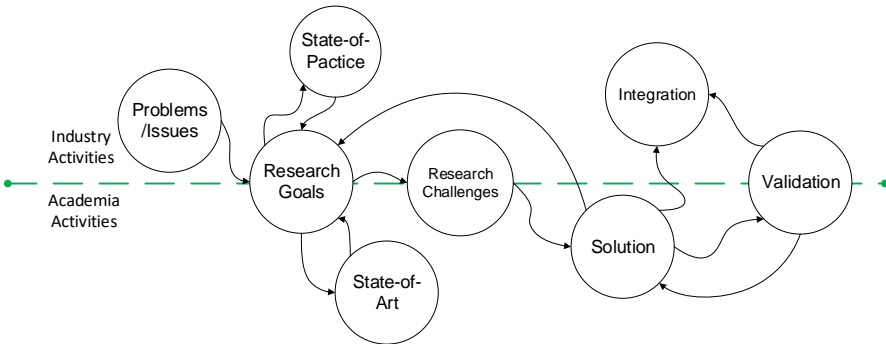 State-of-
Pactice
Problems
/Issues
Integration
Industry
Activities
Research
Goals
Research
Challenges
Validation
Academia
Activities
Solution
State-of-
Art